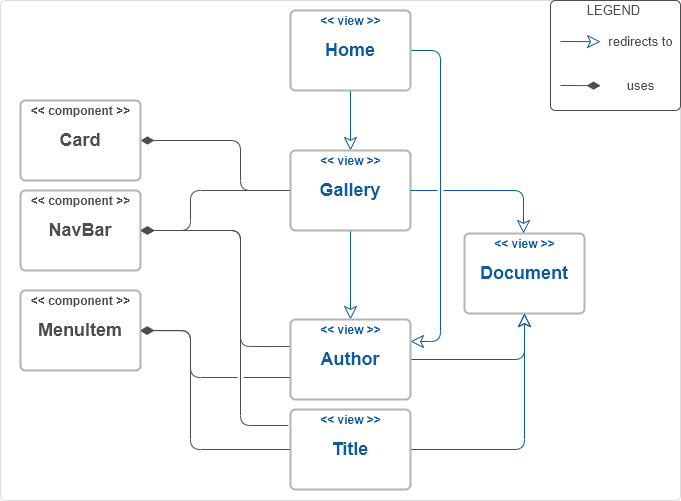 LEGEND
redirects to
uses
<< view >>
Home
<< component >>
Card
<< view >>
Gallery
<< component >>
NavBar
<< view >>
Document
<< component >>
MenuItem
<< view >>
Author
<< view >>
Title